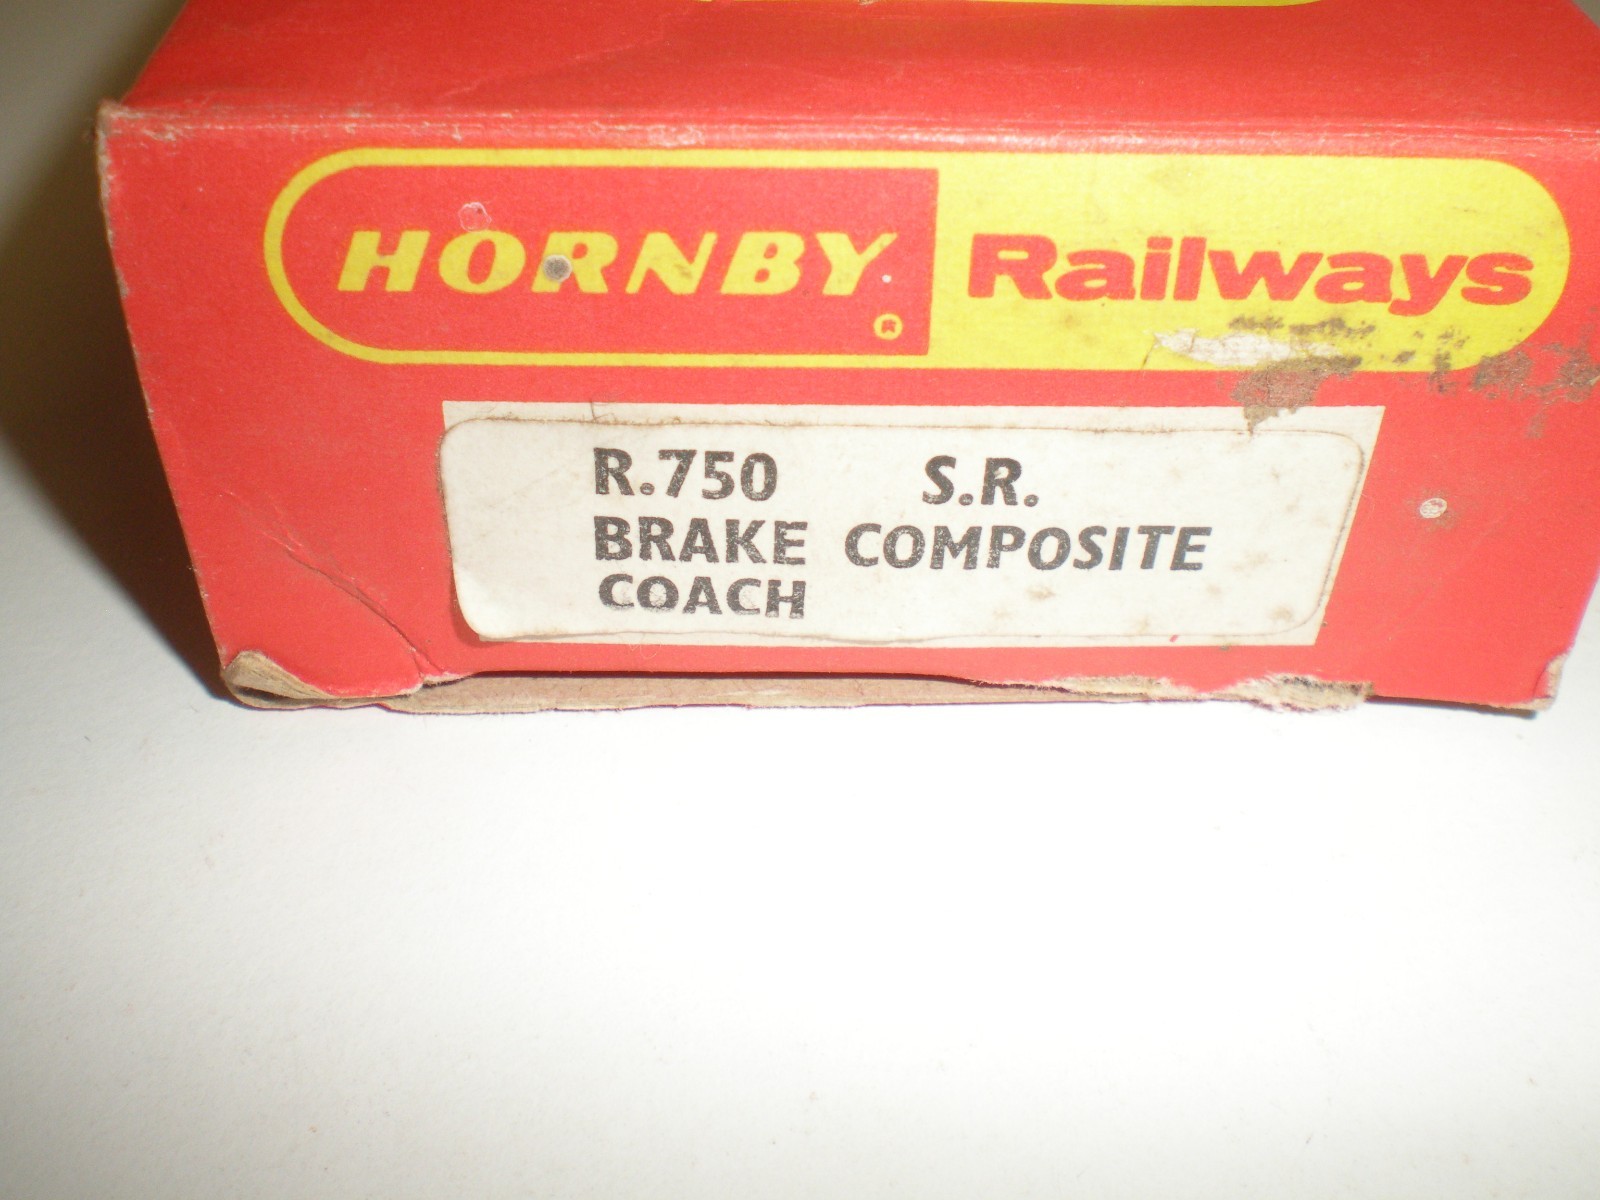 HORNBY Railways
R.750 S.R.
BRAKE COMPOSITE
COACH